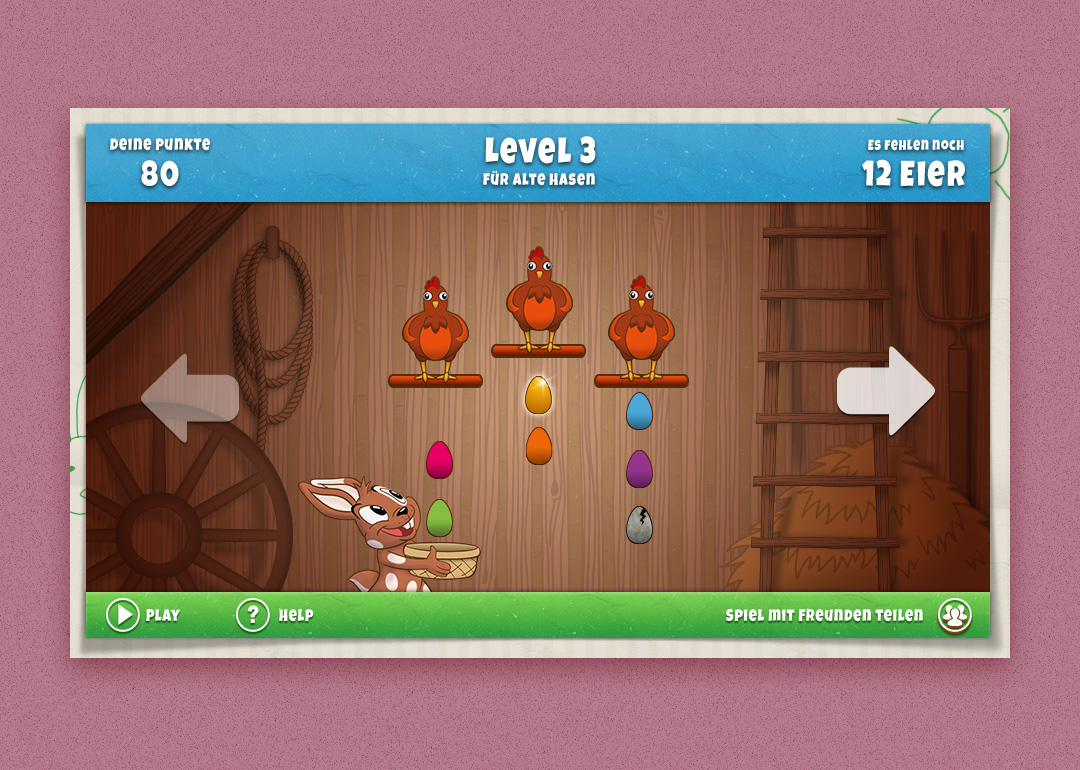 Deine Punkte
80
Level 3
für alte Hasen
Es fehlen noch
12 Eier
Play
?
Help
Spiel mit Freunden teilen